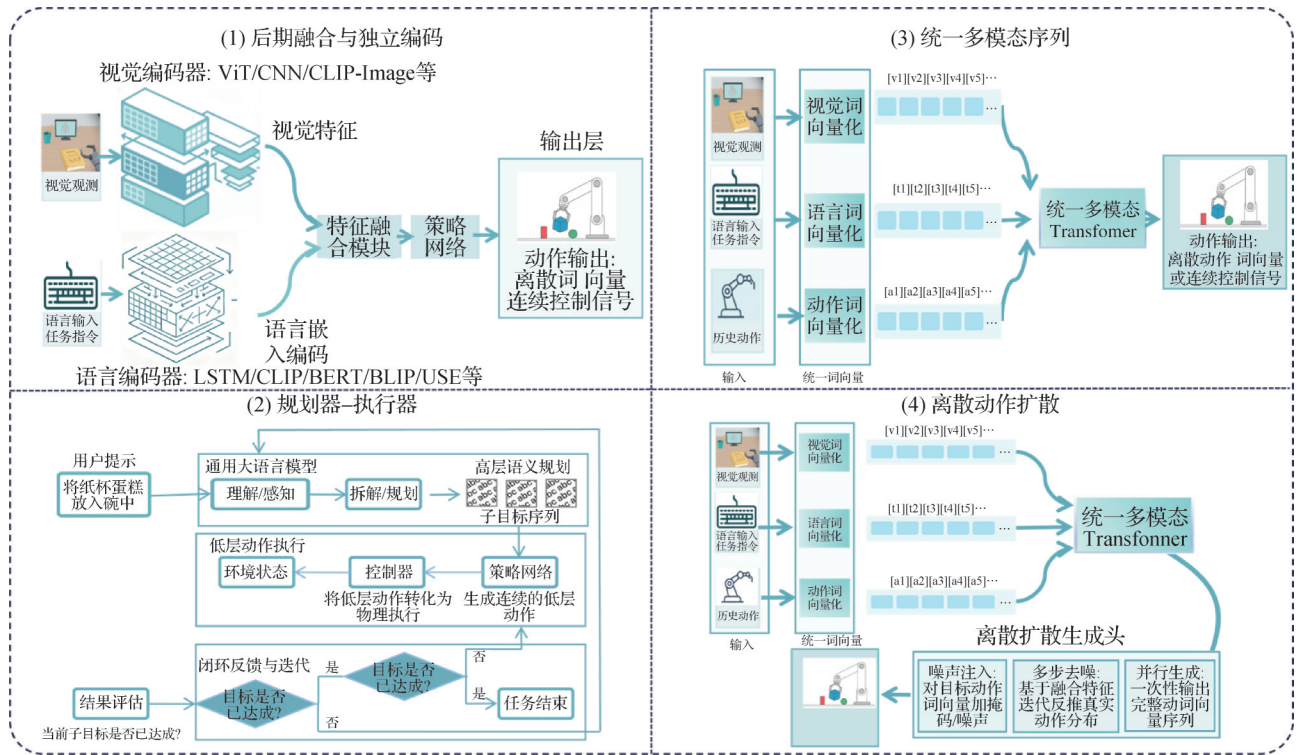 (1) 后期融合与独立编码
视觉编码器: ViT/CNN/CLIP-Image等
视觉观测
视觉特征
语言输入
任务指令
语言嵌
入编码
语言编码器: LSTM/CLIP/BERT/BLIP/USE等
特征融
合模块
策略
网络
输出层
动作输出:
离散词 向量
连续控制信号
(3) 统一多模态序列
视觉观测
语言输入
任务指令
历史动作
输入
视觉词
向量化
语言词
向量化
动作词
向量化
统一词向量
[v1][v2][v3][v4][v5]…
…
[t1][t2][t3][t4][t5]…
…
[a1][a2][a3][a4][a5]…
…
统一多模态
Transfomer
动作输出:
离散动作 词向量
或连续控制信号
(2) 规划器–执行器
用户提示
将纸杯蛋糕
放入碗中
通用大语言模型
理解/感知
拆解/规划
高层语义规划
子目标序列
低层动作执行
环境状态
控制器
策略网络
将低层动作转化为
物理执行
生成连续的低层
动作
闭环反馈与迭代
结果评估
当前子目标是否已达成?
目标是否
已达成?
是
否
目标是否
已达成?
否
是
任务结束
(4) 离散动作扩散
视觉观测
语言输入
任务指令
历史动作
输入
视觉词
向量化
语言词
向量化
动作词
向量化
统一词向量
[v1][v2][v3][v4][v5]…
…
[t1][t2][t3][t4][t5]…
…
[a1][a2][a3][a4][a5]…
…
统一多模态
Transfonner
离散扩散生成头
噪声注入:
对目标动作
词向量加掩
码/噪声
多步去噪:
基于融合特征
迭代反推真实
动作分布
并行生成:
一次性输出
完整动词向
量序列